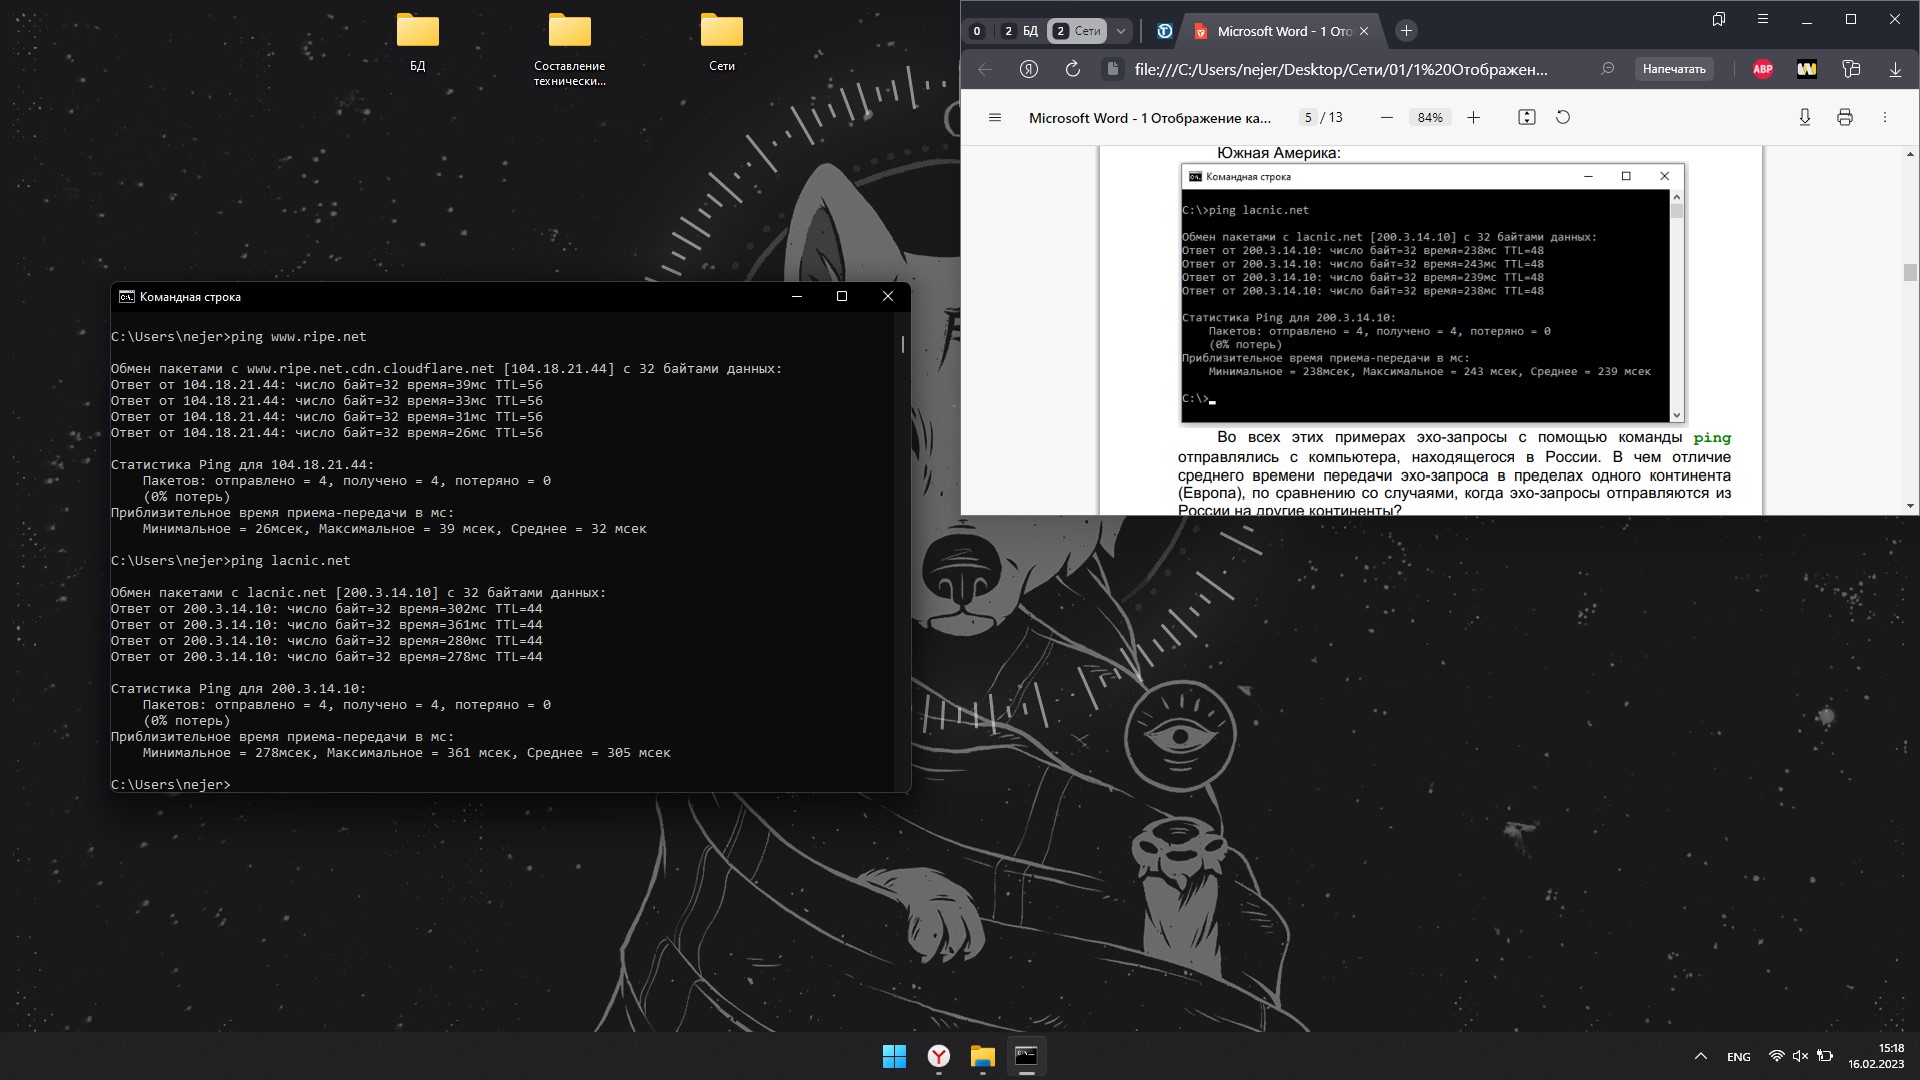 БД
Составление
технически...
Сети
Командная строка
C:\Users\nejer>ping www.ripe.net
Обмен пакетами с www.ripe.net.cdn.cloudflare.net [104.18.21.44] с 32 байтами данных:
Ответ от 104.18.21.44: число байт=32 время=39мс TTL=56
Ответ от 104.18.21.44: число байт=32 время=33мс TTL=56
Ответ от 104.18.21.44: число байт=32 время=31мс TTL=56
Ответ от 104.18.21.44: число байт=32 время=26мс TTL=56
Статистика Ping для 104.18.21.44:
Пакетов: отправлено = 4, получено = 4, потеряно = 0
(0% потерь)
Приблизительное время приема-передачи в мс:
Минимальное = 26мсек, Максимальное = 39 мсек, Среднее = 32 мсек
C:\Users\nejer>ping lacnic.net
Обмен пакетами с lacnic.net [200.3.14.10] с 32 байтами данных:
Ответ от 200.3.14.10: число байт=32 время=302мс TTL=44
Ответ от 200.3.14.10: число байт=32 время=361мс TTL=44
Ответ от 200.3.14.10: число байт=32 время=280мс TTL=44
Ответ от 200.3.14.10: число байт=32 время=278мс TTL=44
Статистика Ping для 200.3.14.10:
Пакетов: отправлено = 4, получено = 4, потеряно = 0
(0% потерь)
Приблизительное время приема-передачи в мс:
Минимальное = 278мсек, Максимальное = 361 мсек, Среднее = 305 мсек
C:\Users\nejer>
0 2 БД 2 Сети Microsoft Word - 1 Ото
file:///C:/Users/nejer/Desktop/Сети/01/1%20Отображен... Напечатать ABP
Microsoft Word - 1 Отображение ка... 5 / 13 84%
Южная Америка:
Командная строка
C:\>ping lacnic.net
Обмен пакетами с lacnic.net [200.3.14.10] с 32 байтами данных:
Ответ от 200.3.14.10: число байт=32 время=238мс TTL=48
Ответ от 200.3.14.10: число байт=32 время=243мс TTL=48
Ответ от 200.3.14.10: число байт=32 время=239мс TTL=48
Ответ от 200.3.14.10: число байт=32 время=238мс TTL=48
Статистика Ping для 200.3.14.10:
Пакетов: отправлено = 4, получено = 4, потеряно = 0
(0% потерь)
Приблизительное время приема-передачи в мс:
Минимальное = 238мсек, Максимальное = 243 мсек, Среднее = 239 мсек
C:\>
Во всех этих примерах эхо-запросы с помощью команды ping
отправлялись с компьютера, находящегося в России. В чем отличие
среднего времени передачи эхо-запроса в пределах одного континента
(Европа), по сравнению со случаями, когда эхо-запросы отправляются из
России на другие континенты?
ENG
15:18
16.02.2023